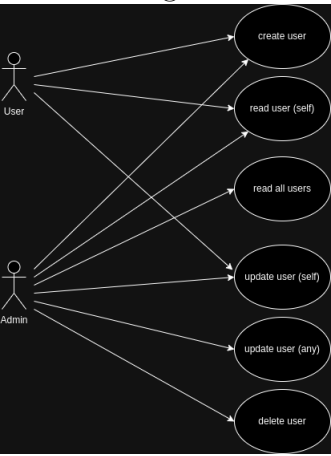 create user
User
read user (self)
read all users
Admin
update user (self)
update user (any)
delete user